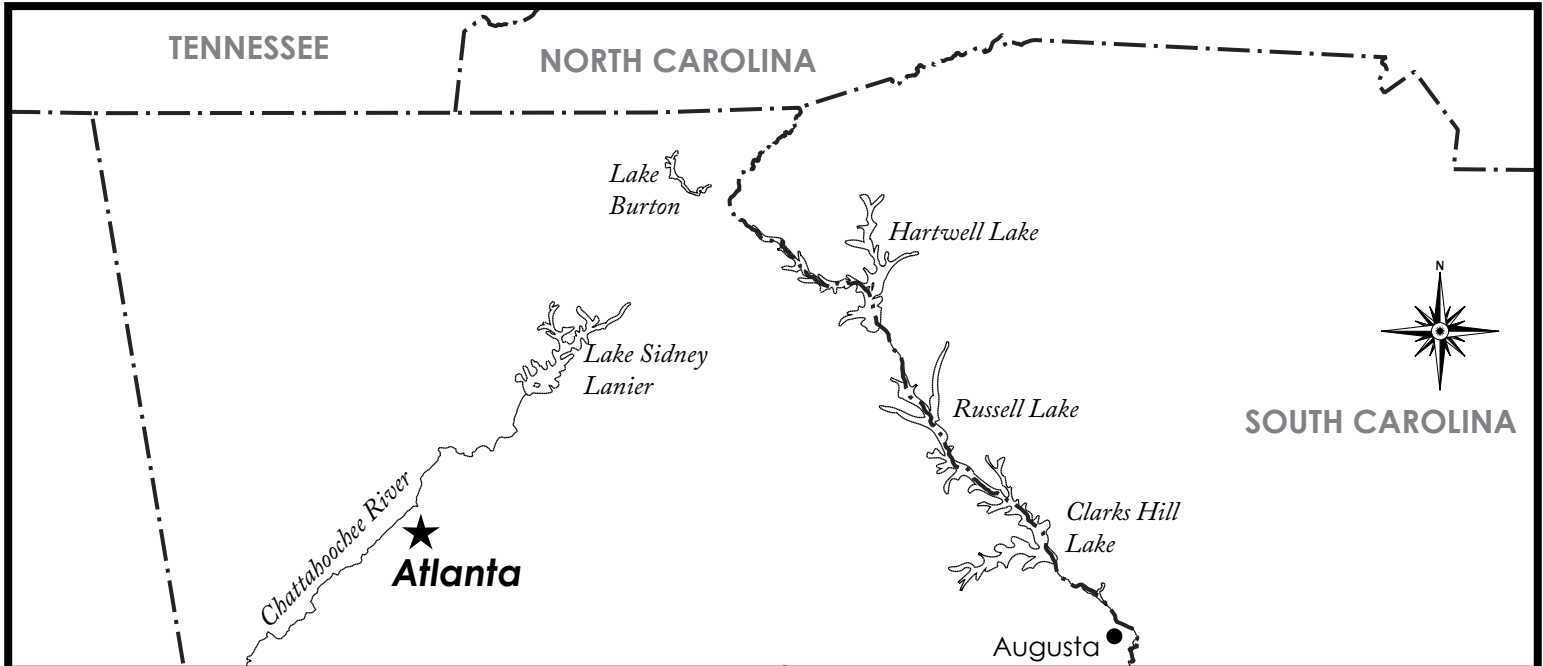 TENNESSEE
NORTH CAROLINA
Lake
Burton
Hartwell Lake
N
Lake Sidney
Lanier
Russell Lake
SOUTH CAROLINA
Chattahoochee River
Clarks Hill
Lake
Atlanta
Augusta